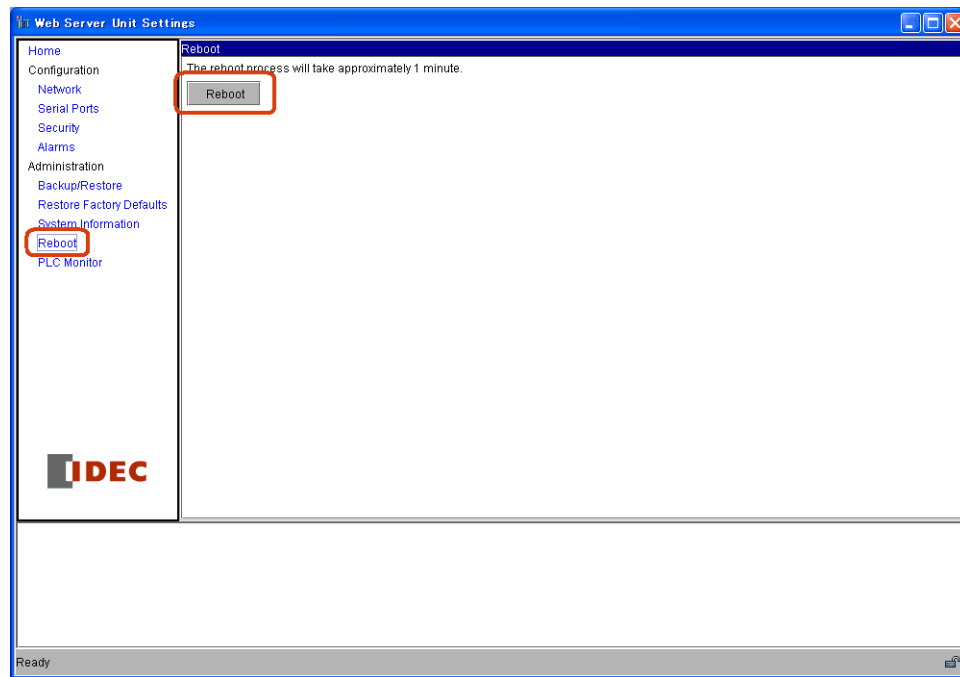 Web Server Unit Settings
Home
Configuration
Network
Serial Ports
Security
Alarms
Administration
Backup/Restore
Restore Factory Defaults
System Information
Reboot
PLC Monitor
IDEC
Reboot
The reboot process will take approximately 1 minute.
Reboot
Ready